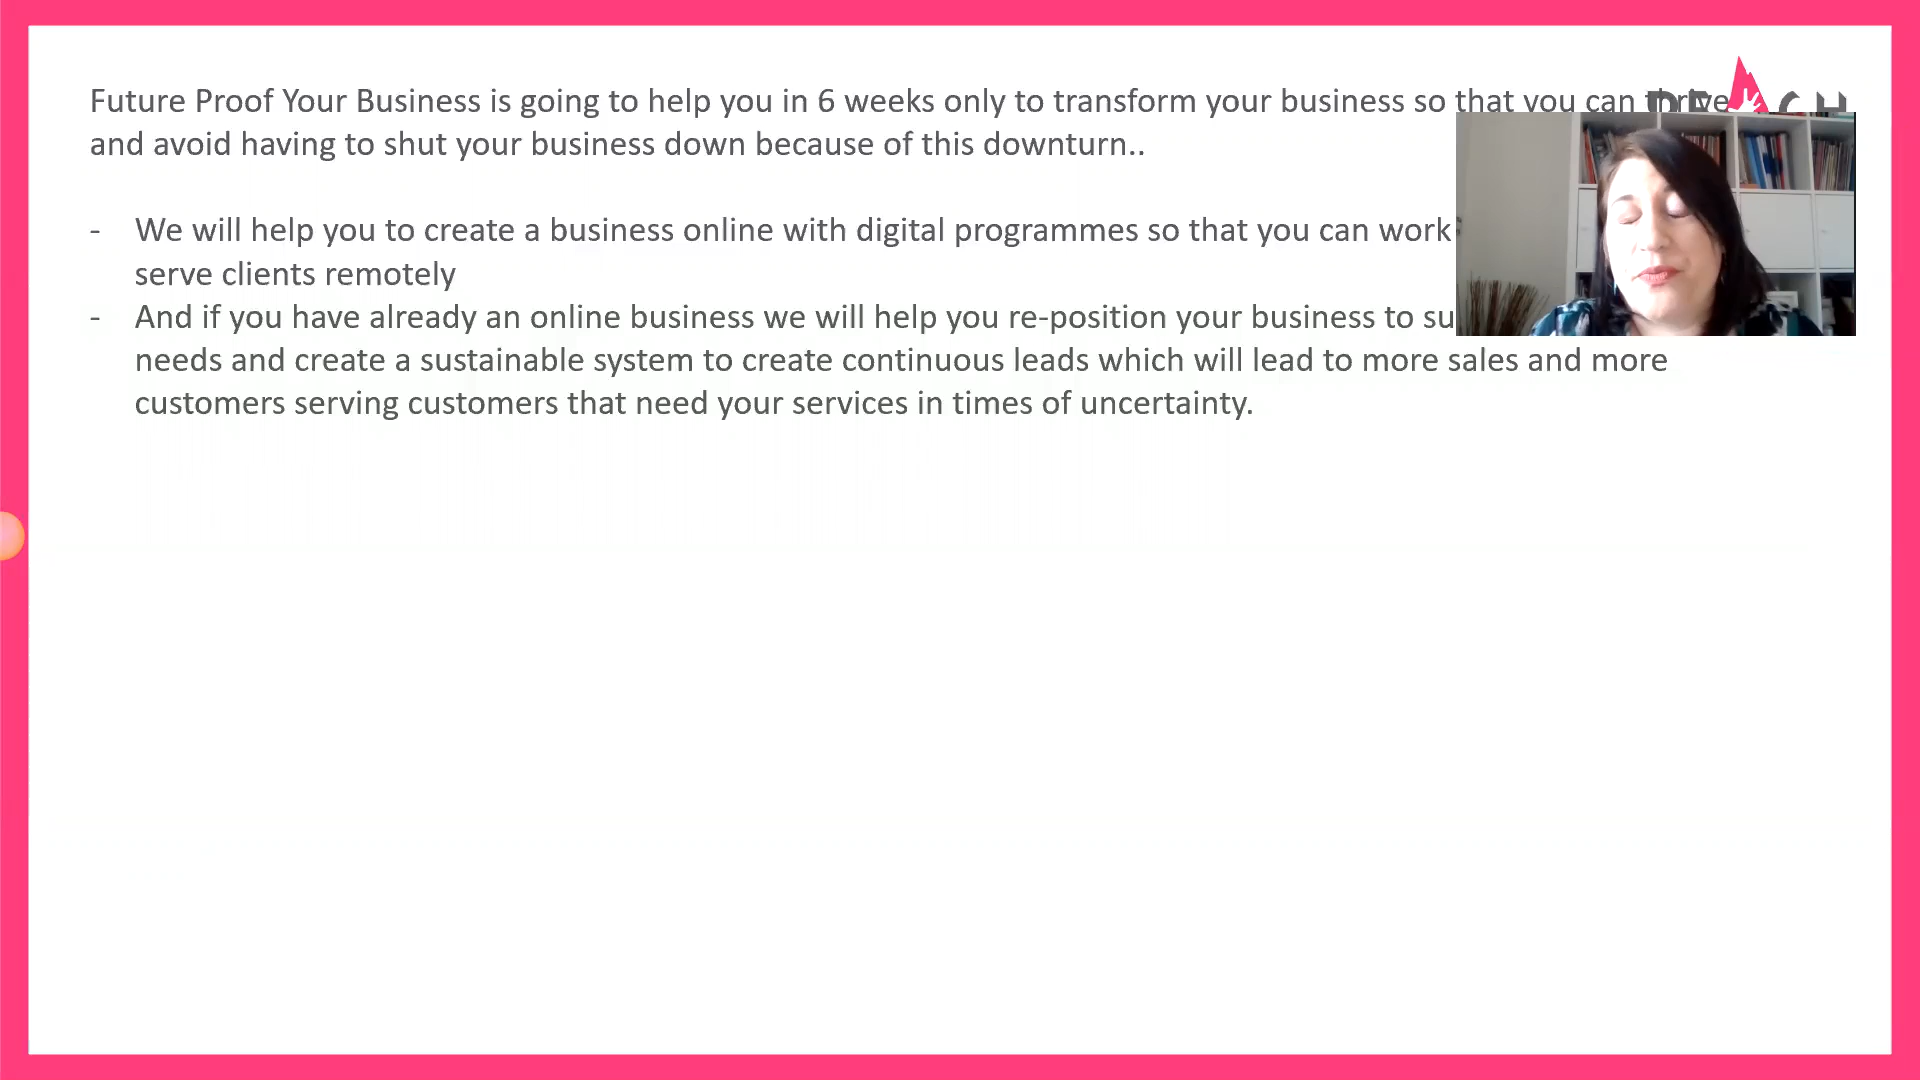 Future Proof Your Business is going to help you in 6 weeks only to transform your business so that you can thrive
and avoid having to shut your business down because of this downturn..
- We will help you to create a business online with digital programmes so that you can work
serve clients remotely
- And if you have already an online business we will help you re-position your business to
needs and create a sustainable system to create continuous leads which will lead to more sales and more
customers serving customers that need your services in times of uncertainty.